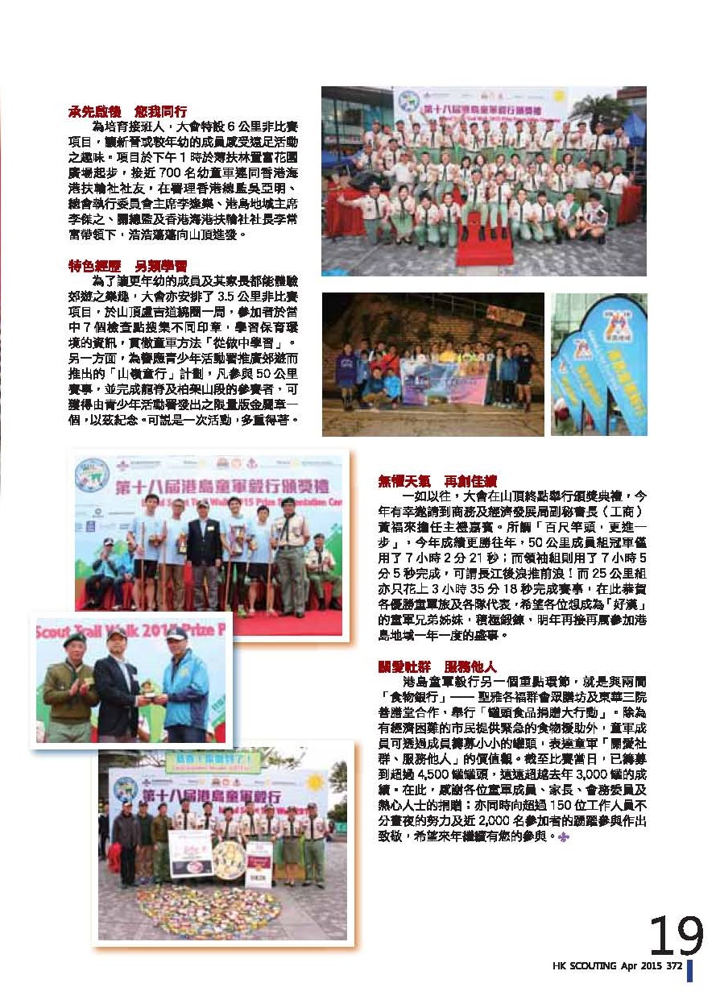 承先啟後　您我同行
為培育接班人，大會特設 6 公里非比賽
項目，讓新晉或較年幼的成員感受遠足活動
之趣味。項目於下午 1 時於薄扶林置富花園
廣場起步，接近 700 名幼童軍連同香港海
港扶輪社社友，在署理香港總監吳亞明、
總會執行委員會主席李逢樂、港島地域主席
李傑之、關總監及香港海港扶輪社社長李常
富帶領下，浩浩蕩蕩向山頂進發。
特色經歷　另類學習
為了讓更年幼的成員及其家長都能體驗
郊遊之樂趣，大會亦安排了 3.5 公里非比賽
項目，於山頂盧吉道繞圈一周，參加者於當
中 7 個檢查點搜集不同印章，學習保育環
境的資訊，貫徹童軍方法「從做中學習」。
另一方面，為響應青少年活動署推廣郊遊而
推出的「山嶺童行」計劃，凡參與 50 公里
賽事，並完成龍脊及柏架山段的參賽者，可
獲得由青少年活動署發出之限量版金屬章一
個，以茲紀念。可說是一次活動，多重得著。
第十八屆港島童軍毅行頒獎禮
第十八屆港島童軍毅行頒獎禮
Island Scout Trail Walk 2015 Prize Presentation Cere
Scout Trail Walk 2015 Prize P
第十八屆港島童軍毅行
無懼天氣　再創佳績
一如以往，大會在山頂終點舉行頒獎典禮，今
年有幸邀請到商務及經濟發展局副秘書長（工商）
黃福來擔任主禮嘉賓。所謂「百尺竿頭，更進一
步」，今年成績更勝往年，50 公里成員組冠軍僅
用了 7 小時 2 分 21 秒；而領袖組則用了 7 小時 5
分 5 秒完成，可謂長江後浪推前浪！而 25 公里組
亦只花上 3 小時 35 分 18 秒完成賽事，在此恭賀
各優勝童軍旅及各隊代表，希望各位想成為「好漢」
的童軍兄弟姊妹，積極鍛鍊，明年再接再厲參加港
島地域一年一度的盛事。
關愛社群　服務他人
港島童軍毅行另一個重點環節，就是與兩間
「食物銀行」── 聖雅各福群會眾膳坊及東華三院
善膳堂合作，舉行「罐頭食品捐贈大行動」。除為
有經濟困難的市民提供緊急的食物援助外，童軍成
員可透過成員籌募小小的罐頭，表達童軍「關愛社
群、服務他人」的價值觀。截至比賽當日，已籌募
到超過 4,500 罐罐頭，遠遠超越去年 3,000 罐的成
績。在此，感謝各位童軍成員、家長、會務委員及
熱心人士的捐贈；亦同時向超過 150 位工作人員不
分晝夜的努力及近 2,000 名參加者的踴躍參與作出
致敬，希望來年繼續有您的參與。
19
HK SCOUTING Apr 2015 372